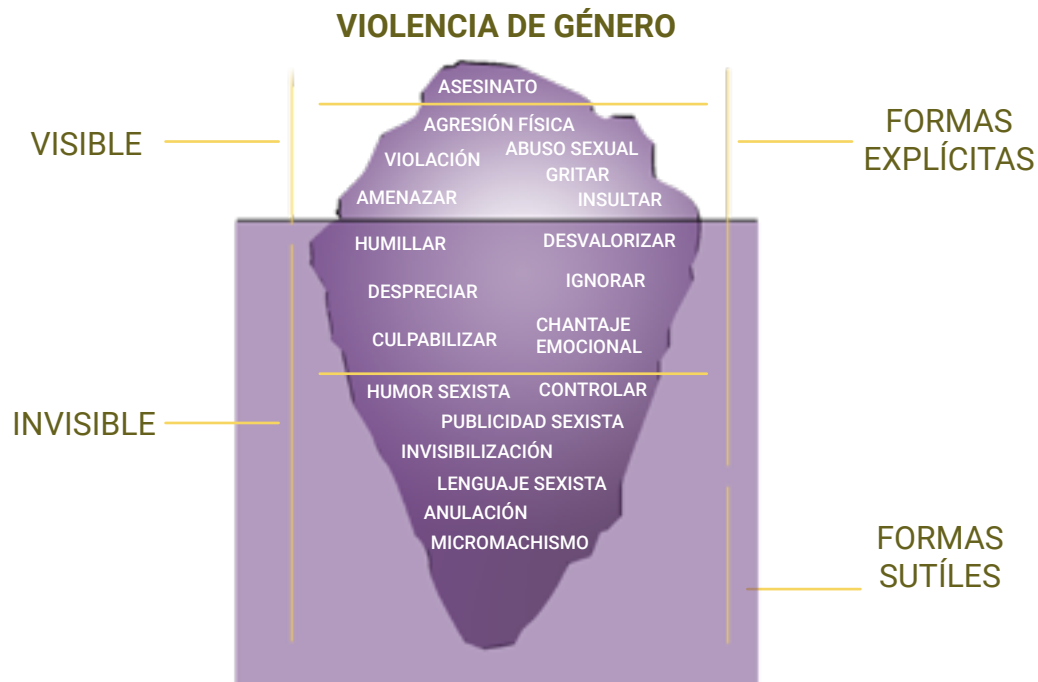 VIOLENCIA DE GÉNERO
ASESINATO
AGRESIÓN FÍSICA
VIOLACIÓN
ABUSO SEXUAL
GRITAR
AMENAZAR
INSULTAR
VISIBLE
FORMAS
EXPLÍCITAS
HUMILLAR
DESVALORIZAR
IGNORAR
DESPRECIAR
CULPABILIZAR
CHANTAJE
EMOCIONAL
HUMOR SEXISTA
CONTROLAR
PUBLICIDAD SEXISTA
INVISIBILIZACIÓN
LENGUAJE SEXISTA
ANULACIÓN
MICROMACHISMO
INVISIBLE
FORMAS
SUTÍLES